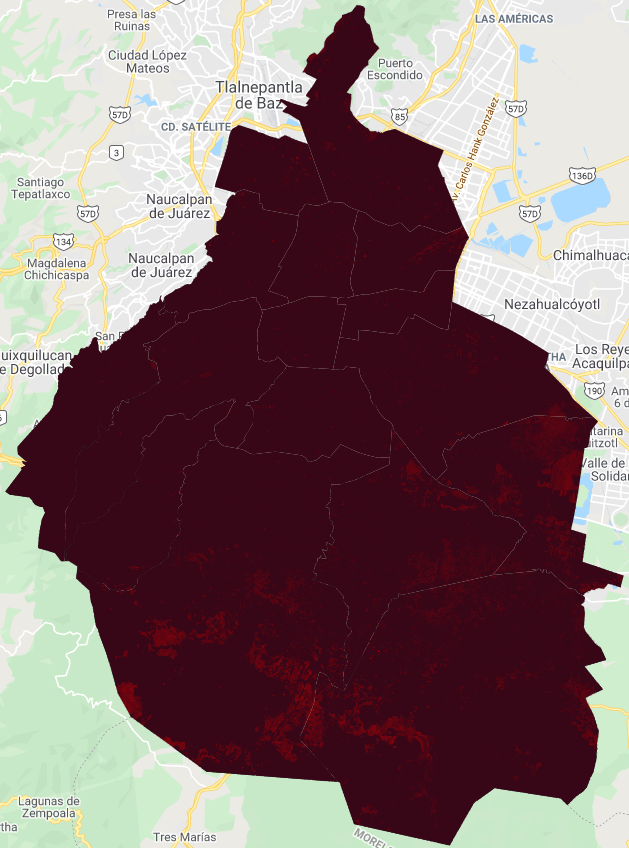 Presa las
Ruinas
LAS AMÉRICAS
Ciudad López
Mateos
Puerto
Escondido
Tlalnepantla
de Baz
57D
57D
85
CD. SATÉLITE
Av. Carlos Hank González
3
136D
Santiago
Tepatlaxco
Naucalpan
de Juárez
57D
57D
134
Magdalena
Chichicaspa
Naucalpan
de Juárez
Chimalhuac
Nezahualcóyotl
San
uixquilucan
e Degollad
HA
Los Reye
Acaquilpa
190
Am
6 d
atarina
uitzotl
Valle de
Solidar
Lagunas de
Zempoala
tha
Tres Marías
MOREL